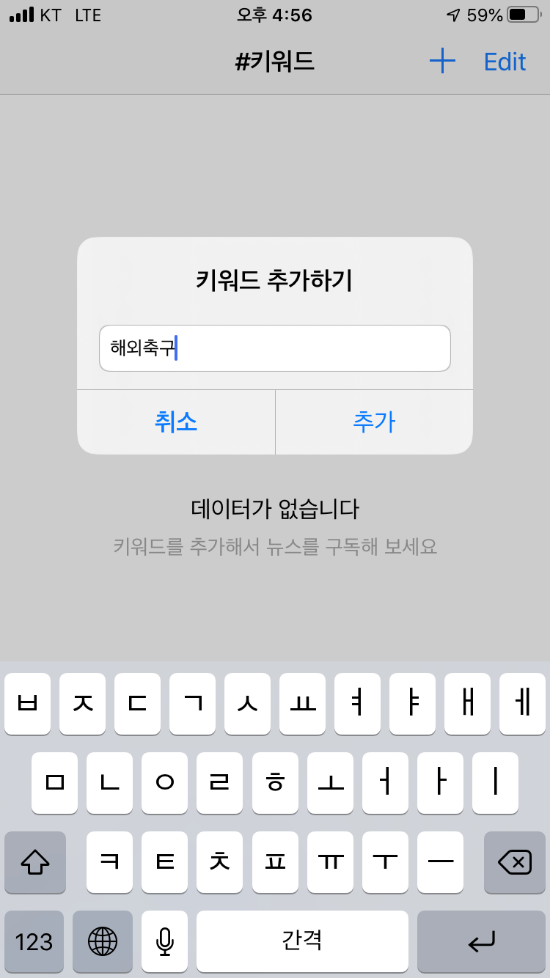 KT LTE 오후 4:56 59%
#키워드 + Edit
키워드 추가하기
해외축구
취소 추가
데이터가 없습니다
키워드를 추가해서 뉴스를 구독해 보세요
ㅂ ㅈ ㄷ ㄱ ㅅ ㅛ ㅕ ㅑ ㅐ ㅔ
ㅁ ㄴ ㅇ ㄹ ㅎ ㅗ ㅓ ㅏ ㅣ
ㅋ ㅌ ㅊ ㅍ ㅠ ㅜ ㅡ
123 간격